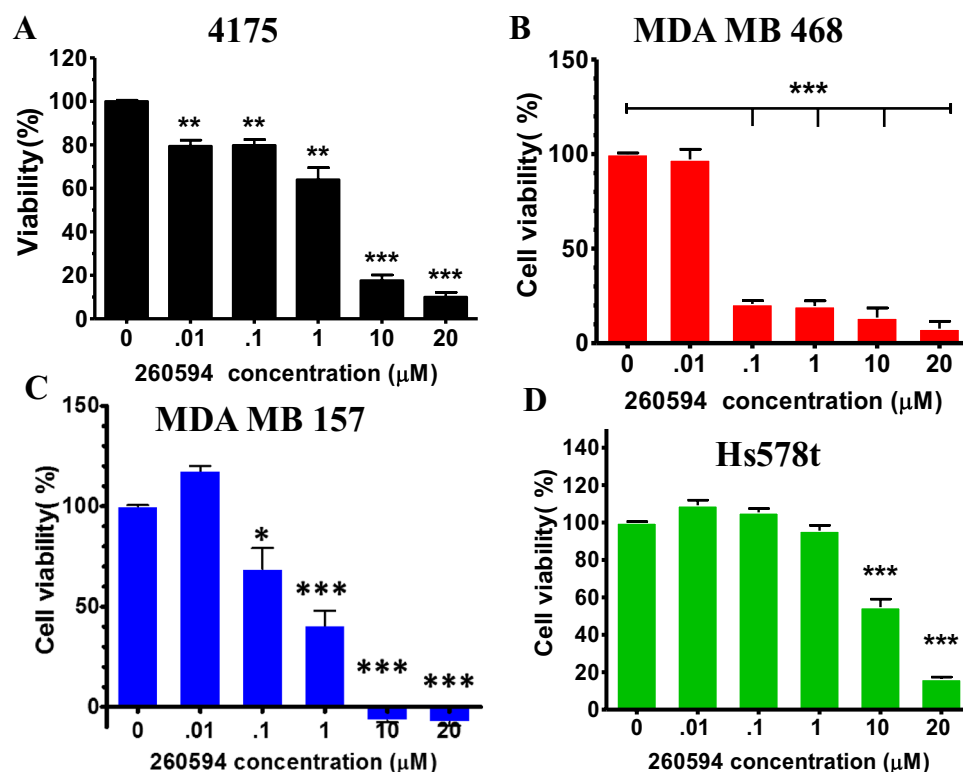 A
4175
120
100
80
60
40
20
0
Viability(%)
**
**
**
***
***
0 .01 .1 1 10 20
260594 concentration (μM)
B
MDA MB 468
150
100
50
0
Cell viability( %)
***
0 .01 .1 1 10 20
260594 concentration (μM)
C
MDA MB 157
150
100
50
0
Cell viability( %)
*
***
***
***
0 .01 .1 1 10 20
260594 concentration (μM)
D
Hs578t
140
120
100
80
60
40
20
0
Cell viability( %)
***
***
0 .01 .1 1 10 20
260594 concentration (μM)